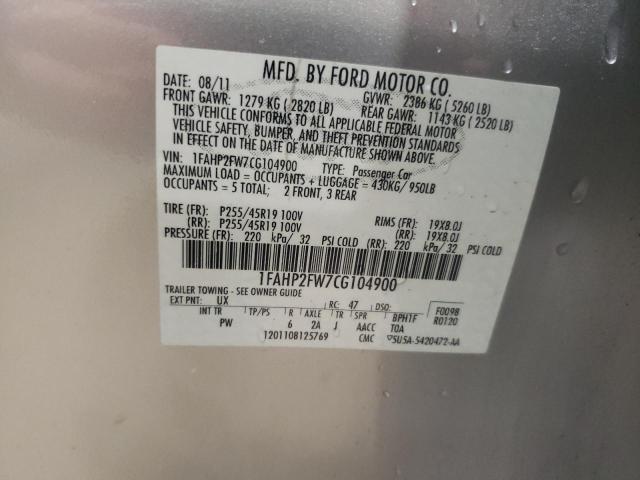 MFD. BY FORD MOTOR CO.
DATE: 08/11 GVWR: 2386 KG ( 5260 LB)
FRONT GAWR: 1279 KG ( 2820 LB) REAR GAWR: 1143 KG ( 2520 LB)
THIS VEHICLE CONFORMS TO ALL APPLICABLE FEDERAL MOTOR
VEHICLE SAFETY, BUMPER, AND THEFT PREVENTION STANDARDS
IN EFFECT ON THE DATE OF MANUFACTURE SHOWN ABOVE.
VIN: 1FAHP2FW7CG104900 TYPE: Passenger Car
MAXIMUM LOAD = OCCUPANTS + LUGGAGE = 430KG/ 950LB
OCCUPANTS = 5 TOTAL; 2 FRONT, 3 REAR
TIRE (FR): P255/45R19 100V RIMS (FR): 19X8.0J
(RR): P255/45R19 100V (RR): 19X8.0J
PRESSURE (FR): 220 kPa/ 32 PSI COLD (RR): 220 kPa/ 32 PSI COLD
1FAHP2FW7CG104900
TRAILER TOWING - SEE OWNER GUIDE
EXT PNT: UX RC: 47 DSO: F0098
R0120
INT TR TP/PS R AXLE TR SPR BPH1F
PW 6 2A J AACC TOA
1201108125769 CMC 5U5A-5420472-AA